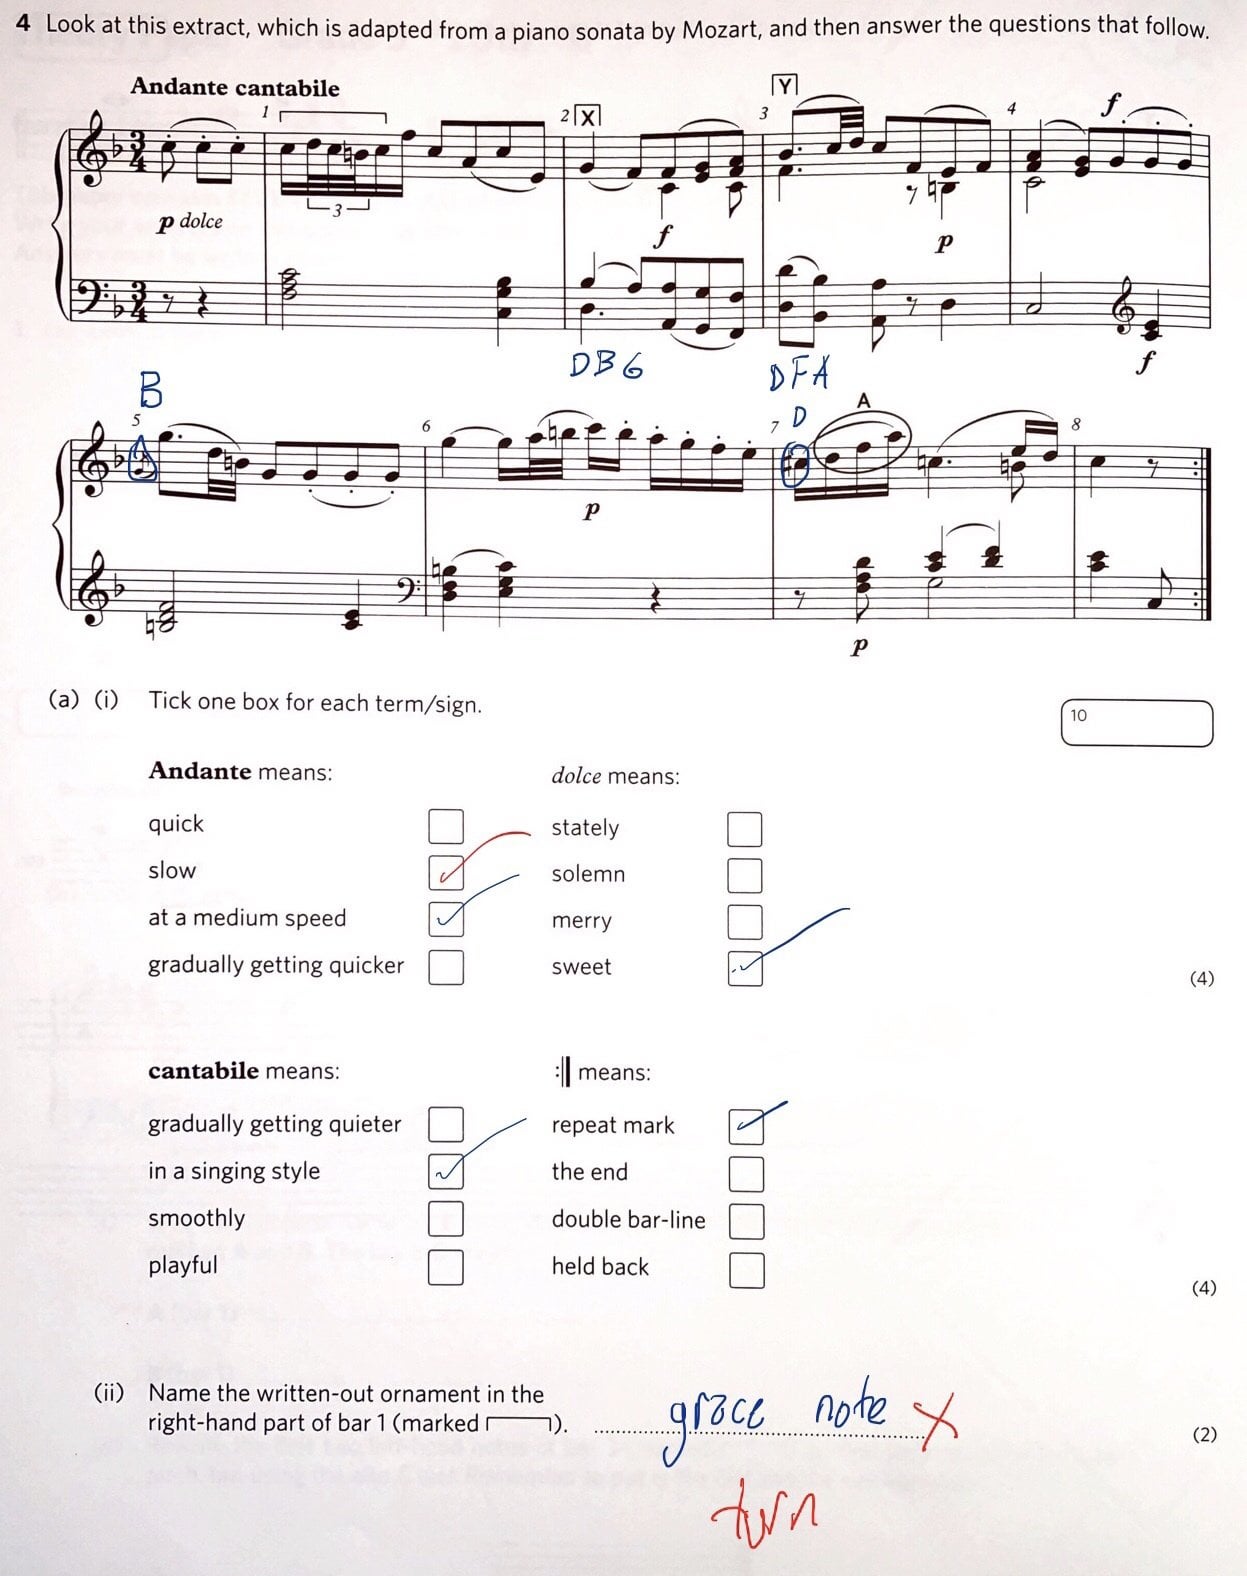 4 Look at this extract, which is adapted from a piano sonata by Mozart, and then answer the questions that follow.
Andante cantabile
1 2 X 3 Y 4 f
3
p dolce f p
f
DBG DFA
B
5 6 7 D A 8
p
p
(a) (i) Tick one box for each term/sign.
10
Andante means: dolce means:
quick stately
slow solemn
at a medium speed merry
gradually getting quicker sweet
(4)
cantabile means: means:
gradually getting quieter repeat mark
in a singing style the end
smoothly double bar-line
playful held back
(4)
(ii) Name the written-out ornament in the
right-hand part of bar 1 (marked ). grace note
(2)
turn